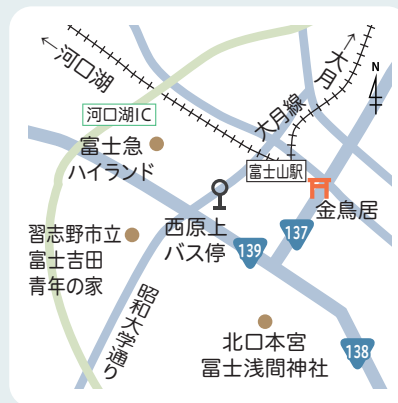 ←河口湖
大月→
N
河口湖IC
大月線
富士急
ハイランド
富士山駅
金鳥居
西原上
バス停
習志野市立
富士吉田
青年の家
137
139
昭和大学通り
138
北口本宮
冨士浅間神社